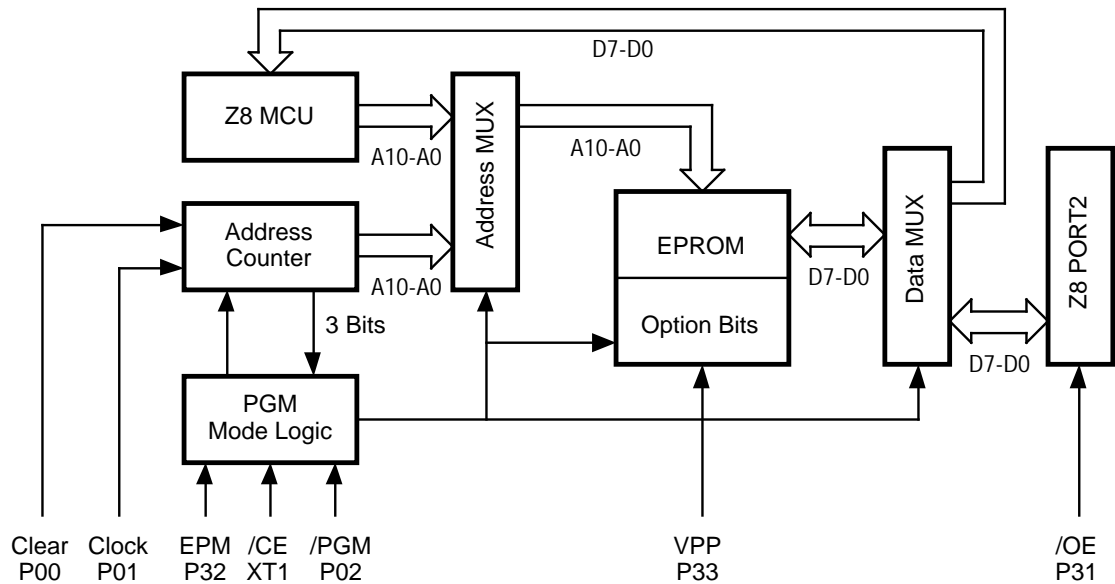 D7-D0
Z8 MCU
A10-A0
Address MUX
A10-A0
Address
Counter
A10-A0
3 Bits
PGM
Mode Logic
EPROM
Option Bits
D7-D0
Data MUX
D7-D0
Z8 PORT2
Clear
P00
Clock
P01
EPM
P32
/CE
XT1
/PGM
P02
VPP
P33
/OE
P31